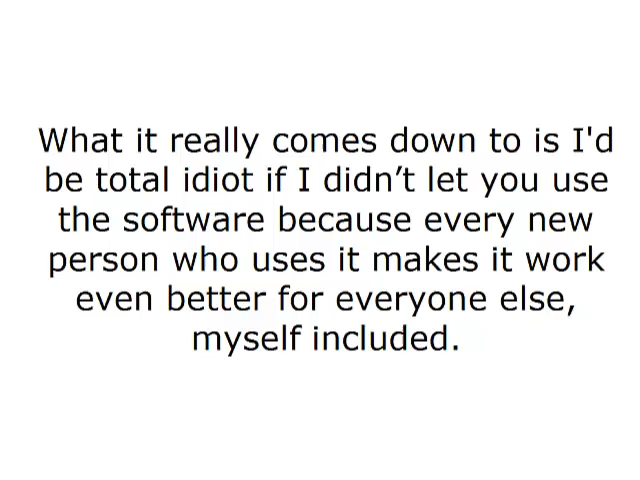 What it really comes down to is I'd
be total idiot if I didn’t let you use
the software because every new
person who uses it makes it work
even better for everyone else,
myself included.